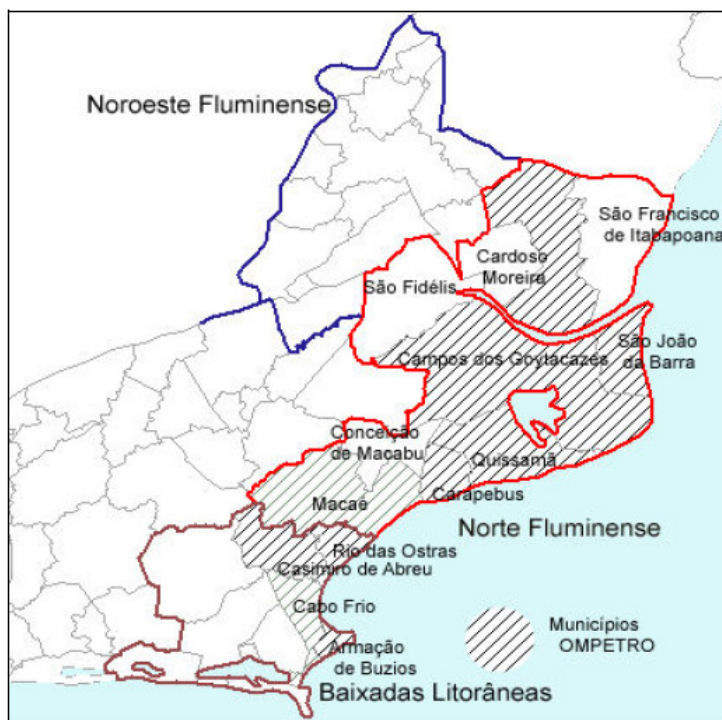 Noroeste Fluminense
São Francisco
de Itabapoana
Cardoso
Moreira
São Fidélis
São João
da Barra
Campos dos Goytacazes
Conceição
de Macabu
Quissamã
Carapebus
Macaé
Norte Fluminense
Rio das Ostras
Casimiro de Abreu
Cabo Frio
Municípios
OMPETRO
Armação
de Buzios
Baixadas Litorâneas